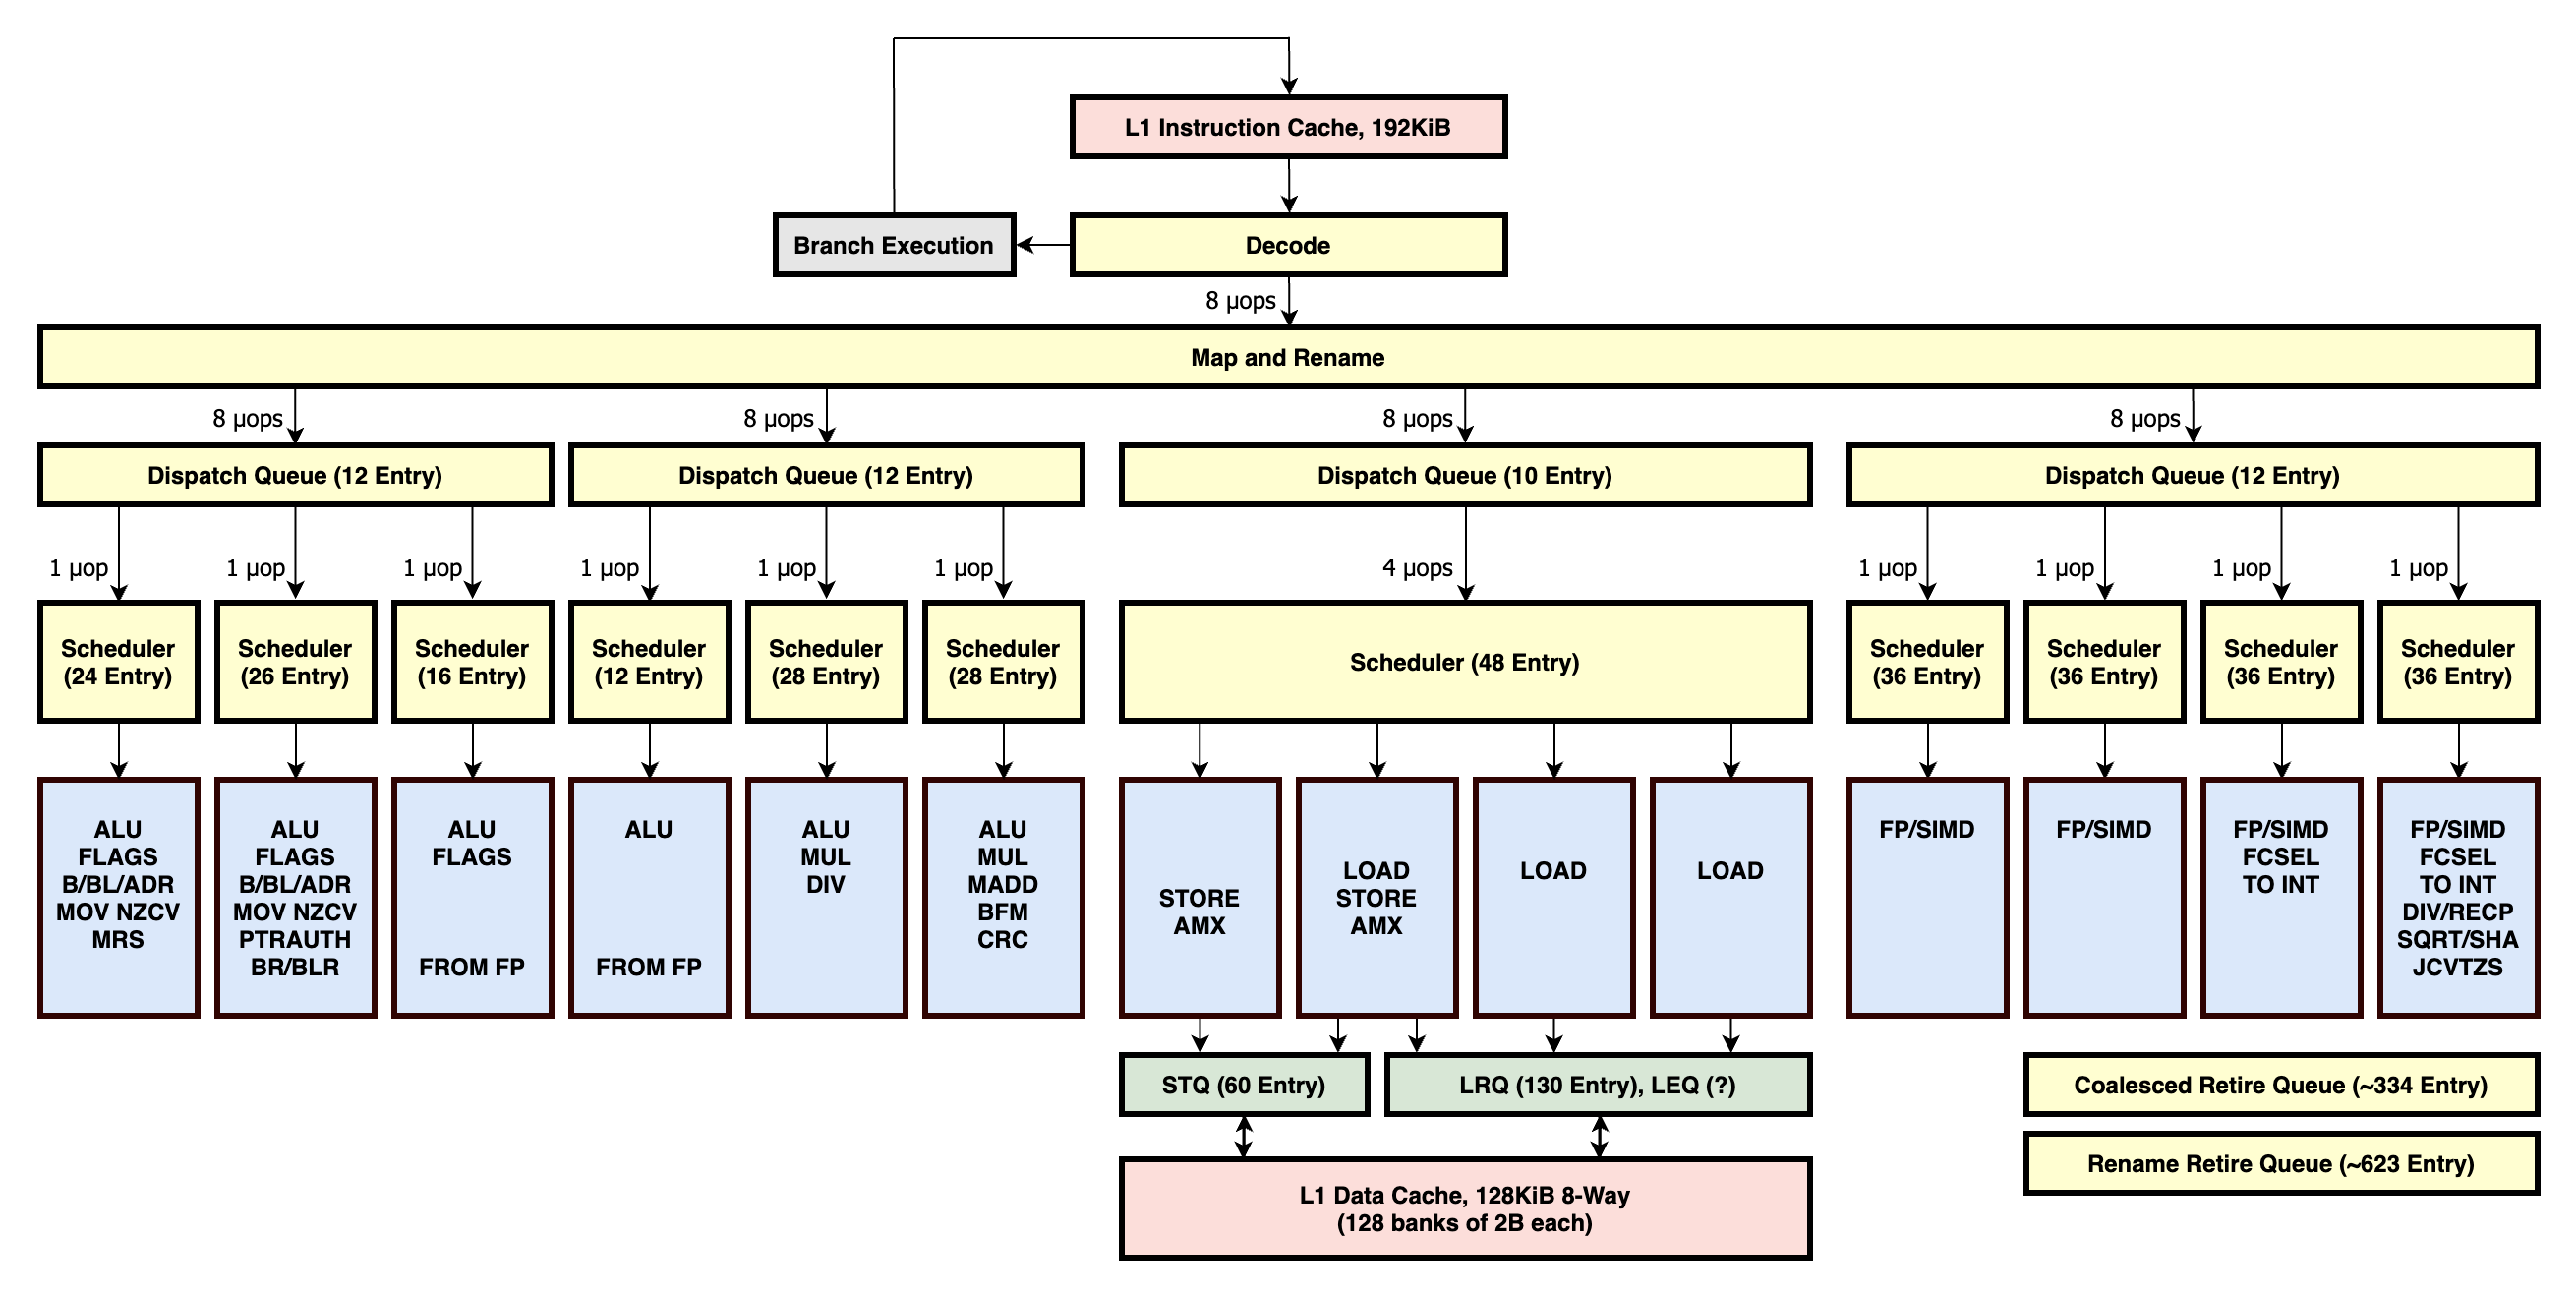 L1 Instruction Cache, 192KiB
Branch Execution
Decode
8 µops
Map and Rename
8 µops
8 µops
8 µops
8 µops
Dispatch Queue (12 Entry)
Dispatch Queue (12 Entry)
Dispatch Queue (10 Entry)
Dispatch Queue (12 Entry)
1 µop
1 µop
1 µop
1 µop
1 µop
1 µop
4 µops
1 µop
1 µop
1 µop
1 µop
Scheduler
(24 Entry)
Scheduler
(26 Entry)
Scheduler
(16 Entry)
Scheduler
(12 Entry)
Scheduler
(28 Entry)
Scheduler
(28 Entry)
Scheduler (48 Entry)
Scheduler
(36 Entry)
Scheduler
(36 Entry)
Scheduler
(36 Entry)
Scheduler
(36 Entry)
ALU
FLAGS
B/BL/ADR
MOV NZCV
MRS
ALU
FLAGS
B/BL/ADR
MOV NZCV
PTRAUTH
BR/BLR
ALU
FLAGS
FROM FP
ALU
FROM FP
ALU
MUL
DIV
ALU
MUL
MADD
BFM
CRC
STORE
AMX
LOAD
STORE
AMX
LOAD
LOAD
FP/SIMD
FP/SIMD
FP/SIMD
FCSEL
TO INT
FP/SIMD
FCSEL
TO INT
DIV/RECP
SQRT/SHA
JCVTZS
STQ (60 Entry)
LRQ (130 Entry), LEQ (?)
Coalesced Retire Queue (~334 Entry)
Rename Retire Queue (~623 Entry)
L1 Data Cache, 128KiB 8-Way
(128 banks of 2B each)